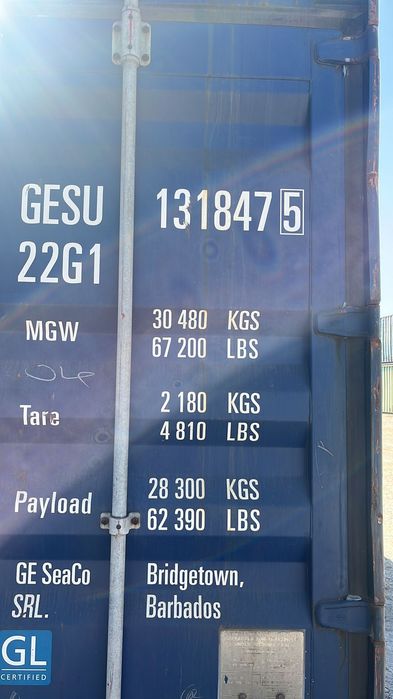 GESU 131847 5
22G1
MGW 30 480 KGS
67 200 LBS
Tare 2 180 KGS
4 810 LBS
Payload 28 300 KGS
62 390 LBS
GE SeaCo Bridgetown,
SRL. Barbados
GL
CERTIFIED